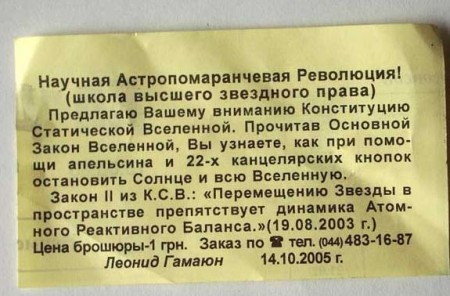 Научная Астропомаранчевая Революция!
(школа высшего звездного права)
Предлагаю Вашему вниманию Конституцию
Статической Вселенной. Прочитав Основной
Закон Вселенной, Вы узнаете, как при помо-
щи апельсина и 22-х канцелярских кнопок
остановить Солнце и всю Вселенную.
Закон II из К.С.В.: «Перемещению Звезды в
пространстве препятствует динамика Атом-
ного Реактивного Баланса.»(19.08.2003 г.)
Цена брошюры-1 грн. Заказ по ☎ тел. (044)483-16-87
Леонид Гамаюн 14.10.2005 г.